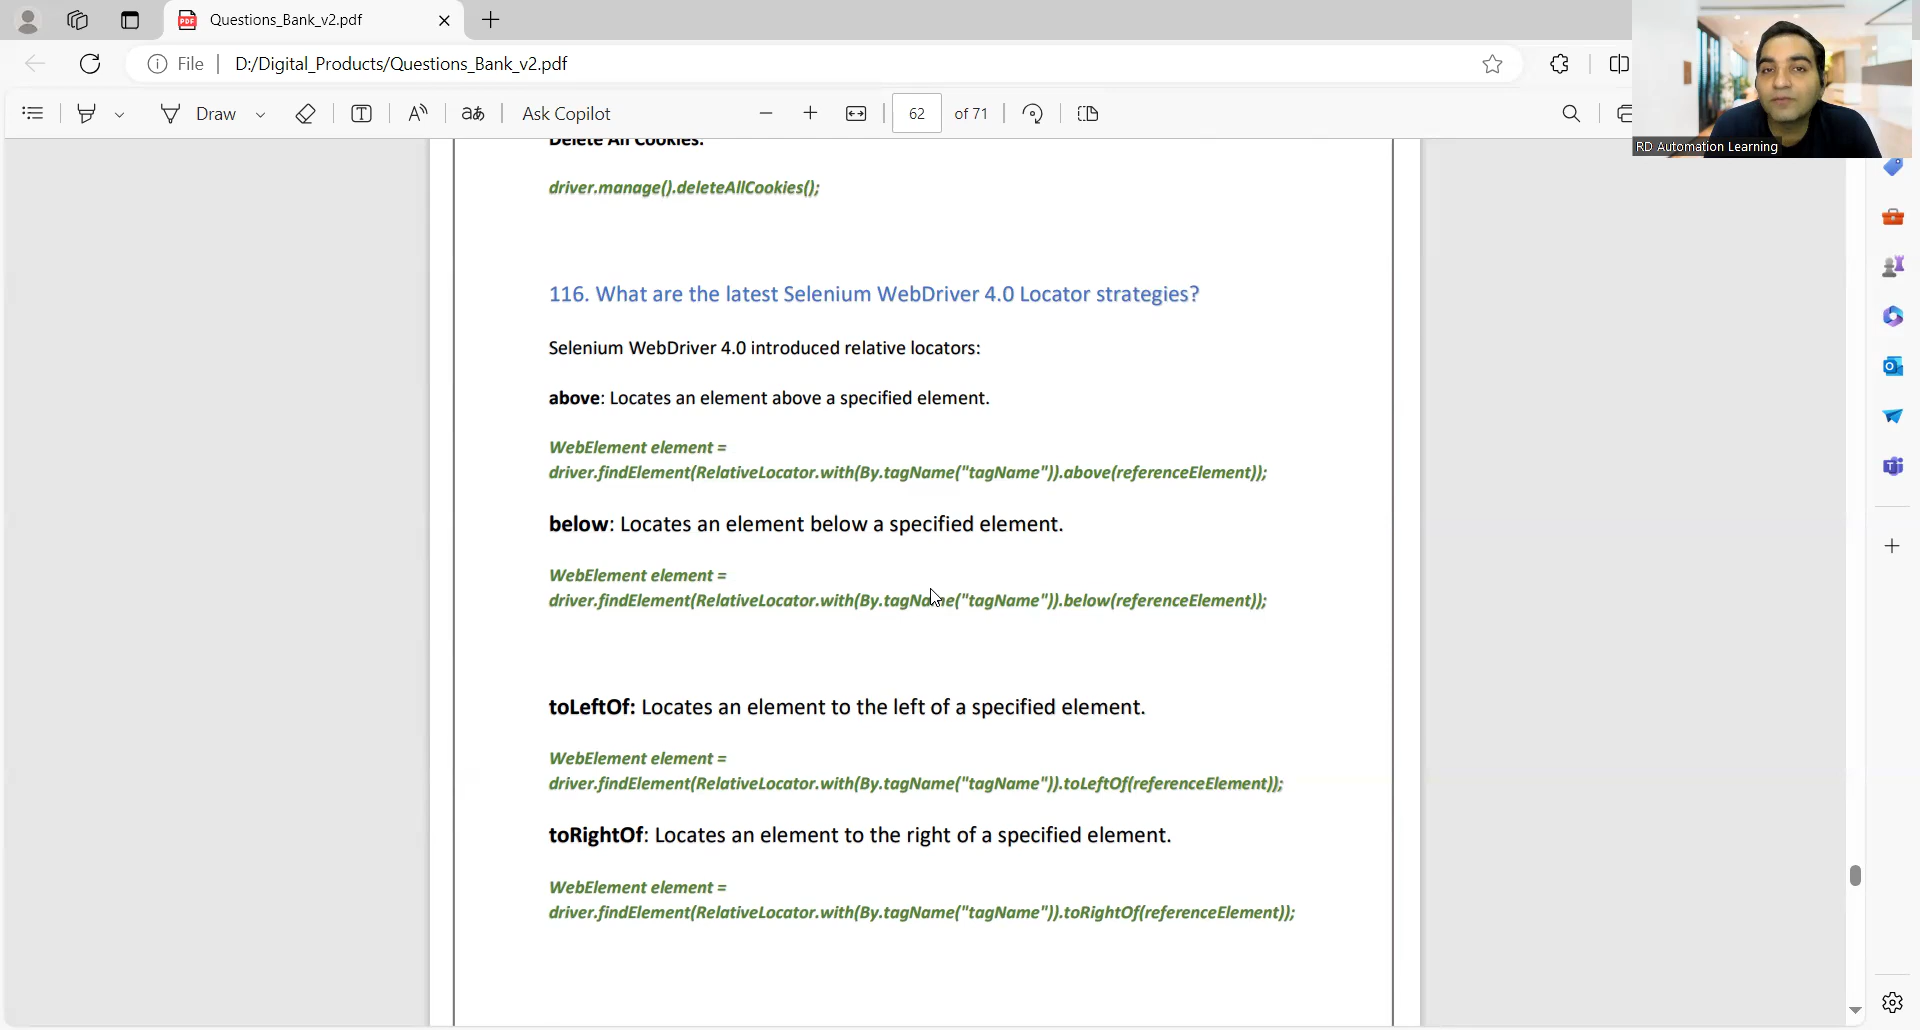 Questions_Bank_v2.pdf
File
D:/Digital_Products/Questions_Bank_v2.pdf
Draw
aあ
Ask Copilot
62 of 71
RD Automation Learning
Delete All Cookies:
driver.manage().deleteAllCookies();
116. What are the latest Selenium WebDriver 4.0 Locator strategies?
Selenium WebDriver 4.0 introduced relative locators:
above: Locates an element above a specified element.
WebElement element =
driver.findElement(RelativeLocator.with(By.tagName("tagName")).above(referenceElement));
below: Locates an element below a specified element.
WebElement element =
driver.findElement(RelativeLocator.with(By.tagName("tagName")).below(referenceElement));
toLeftOf: Locates an element to the left of a specified element.
WebElement element =
driver.findElement(RelativeLocator.with(By.tagName("tagName")).toLeftOf(referenceElement));
toRightOf: Locates an element to the right of a specified element.
WebElement element =
driver.findElement(RelativeLocator.with(By.tagName("tagName")).toRightOf(referenceElement));